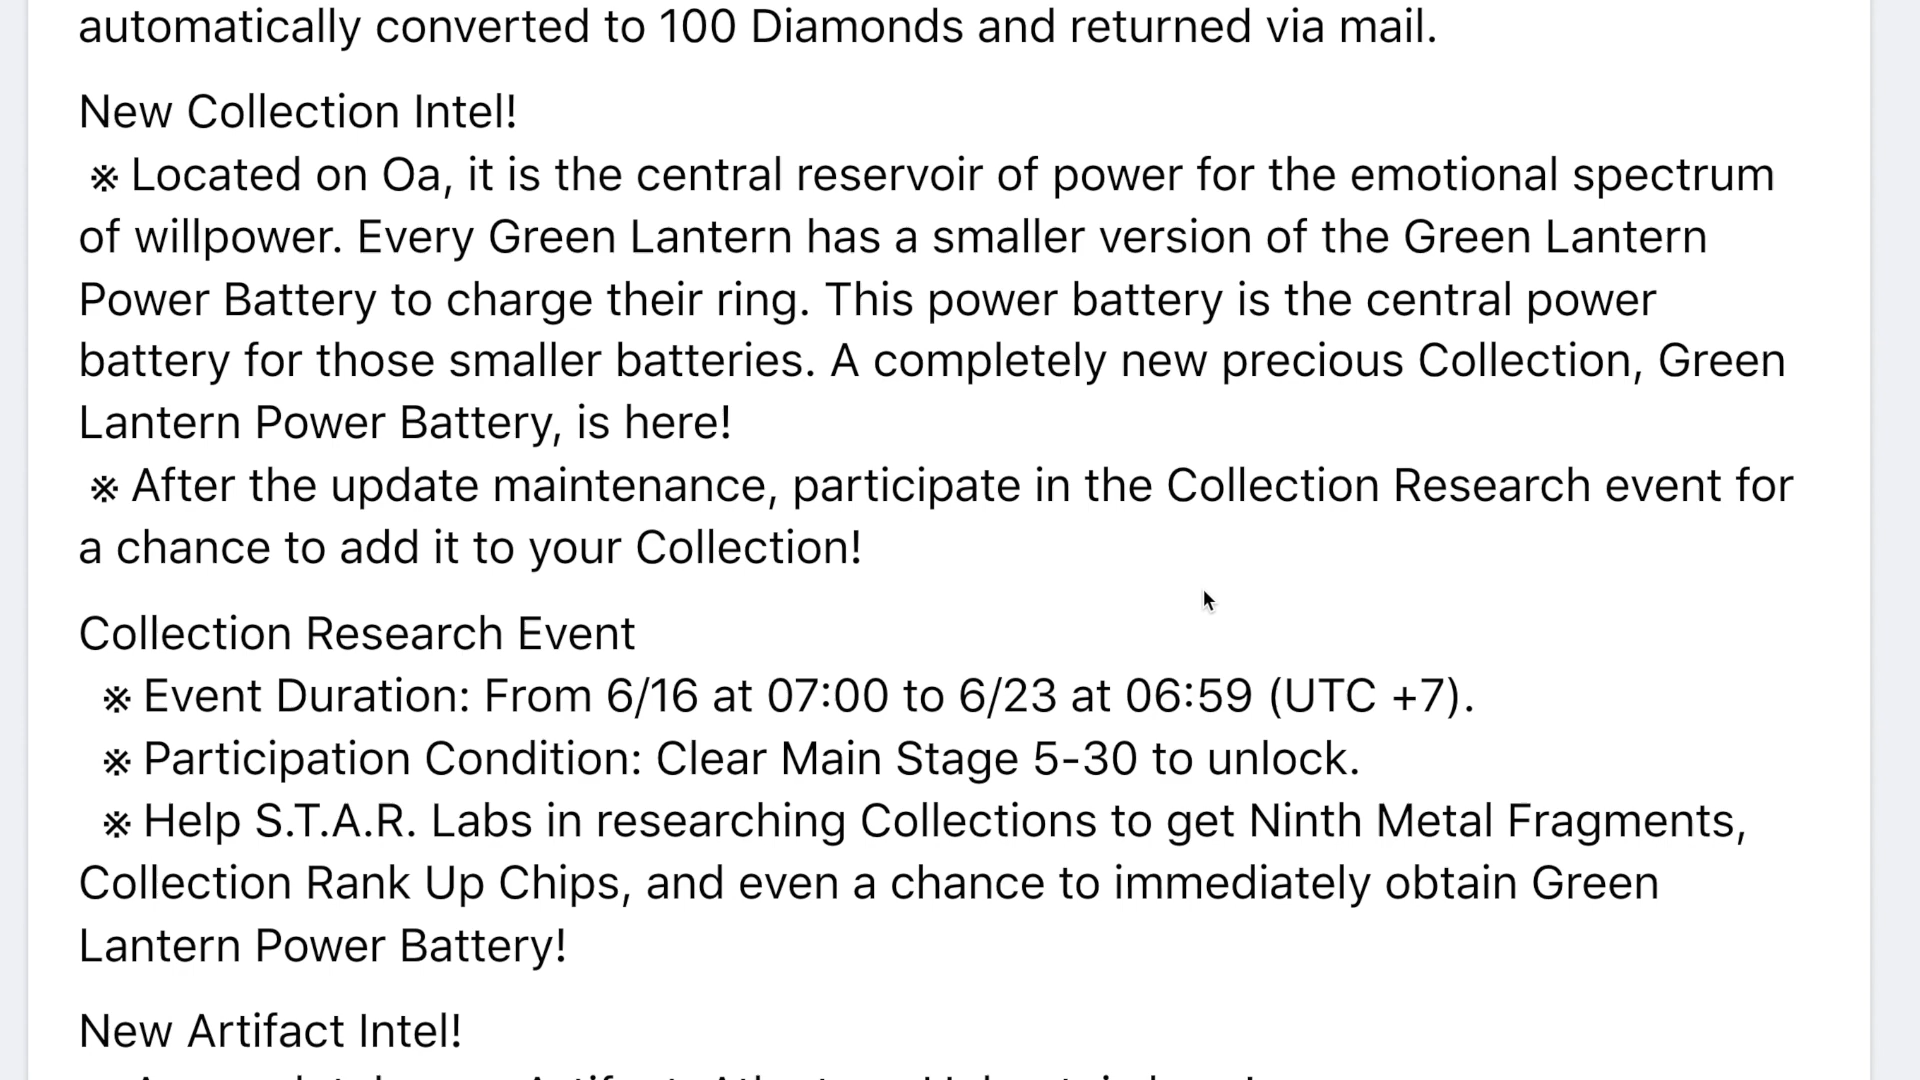 automatically converted to 100 Diamonds and returned via mail.
New Collection Intel!
※ Located on Oa, it is the central reservoir of power for the emotional spectrum
of willpower. Every Green Lantern has a smaller version of the Green Lantern
Power Battery to charge their ring. This power battery is the central power
battery for those smaller batteries. A completely new precious Collection, Green
Lantern Power Battery, is here!
※ After the update maintenance, participate in the Collection Research event for
a chance to add it to your Collection!
Collection Research Event
※ Event Duration: From 6/16 at 07:00 to 6/23 at 06:59 (UTC +7).
※ Participation Condition: Clear Main Stage 5-30 to unlock.
※ Help S.T.A.R. Labs in researching Collections to get Ninth Metal Fragments,
Collection Rank Up Chips, and even a chance to immediately obtain Green
Lantern Power Battery!
New Artifact Intel!